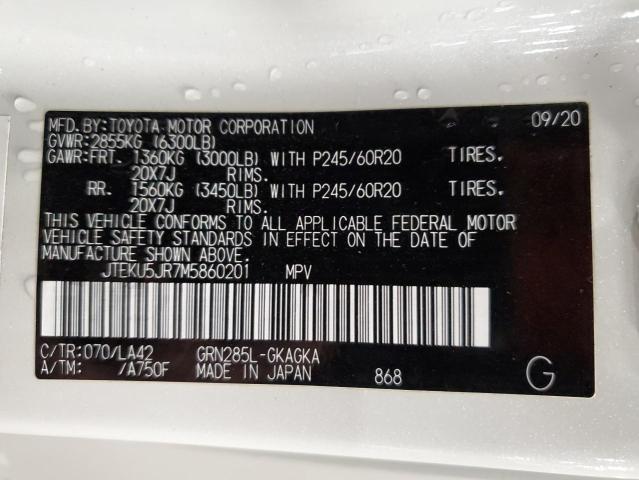 MFD.BY:TOYOTA MOTOR CORPORATION 09/20
GVWR:2855KG (6300LB)
GAWR:FRT. 1360KG (3000LB) WITH P245/60R20 TIRES.
20X7J RIMS.
RR. 1560KG (3450LB) WITH P245/60R20 TIRES.
20X7J RIMS.
THIS VEHICLE CONFORMS TO ALL APPLICABLE FEDERAL MOTOR
VEHICLE SAFETY STANDARDS IN EFFECT ON THE DATE OF
MANUFACTURE SHOWN ABOVE.
JTEKU5JR7M5860201 MPV
C/TR:070/LA42 GRN285L-GKAGKA
A/TM: /A750F MADE IN JAPAN 868 G